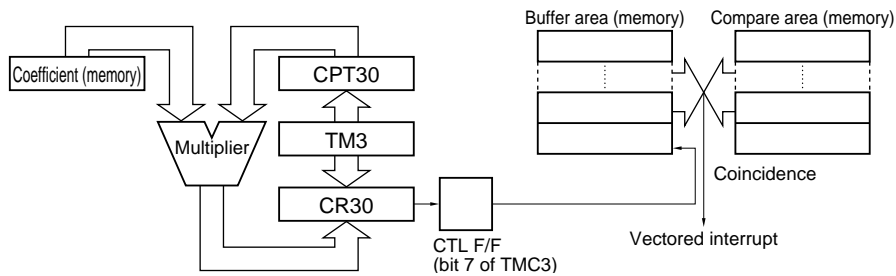 Buffer area (memory)
Compare area (memory)
Coefficient (memory)
CPT30
Multiplier
TM3
CR30
Coincidence
CTL F/F
(bit 7 of TMC3)
Vectored interrupt